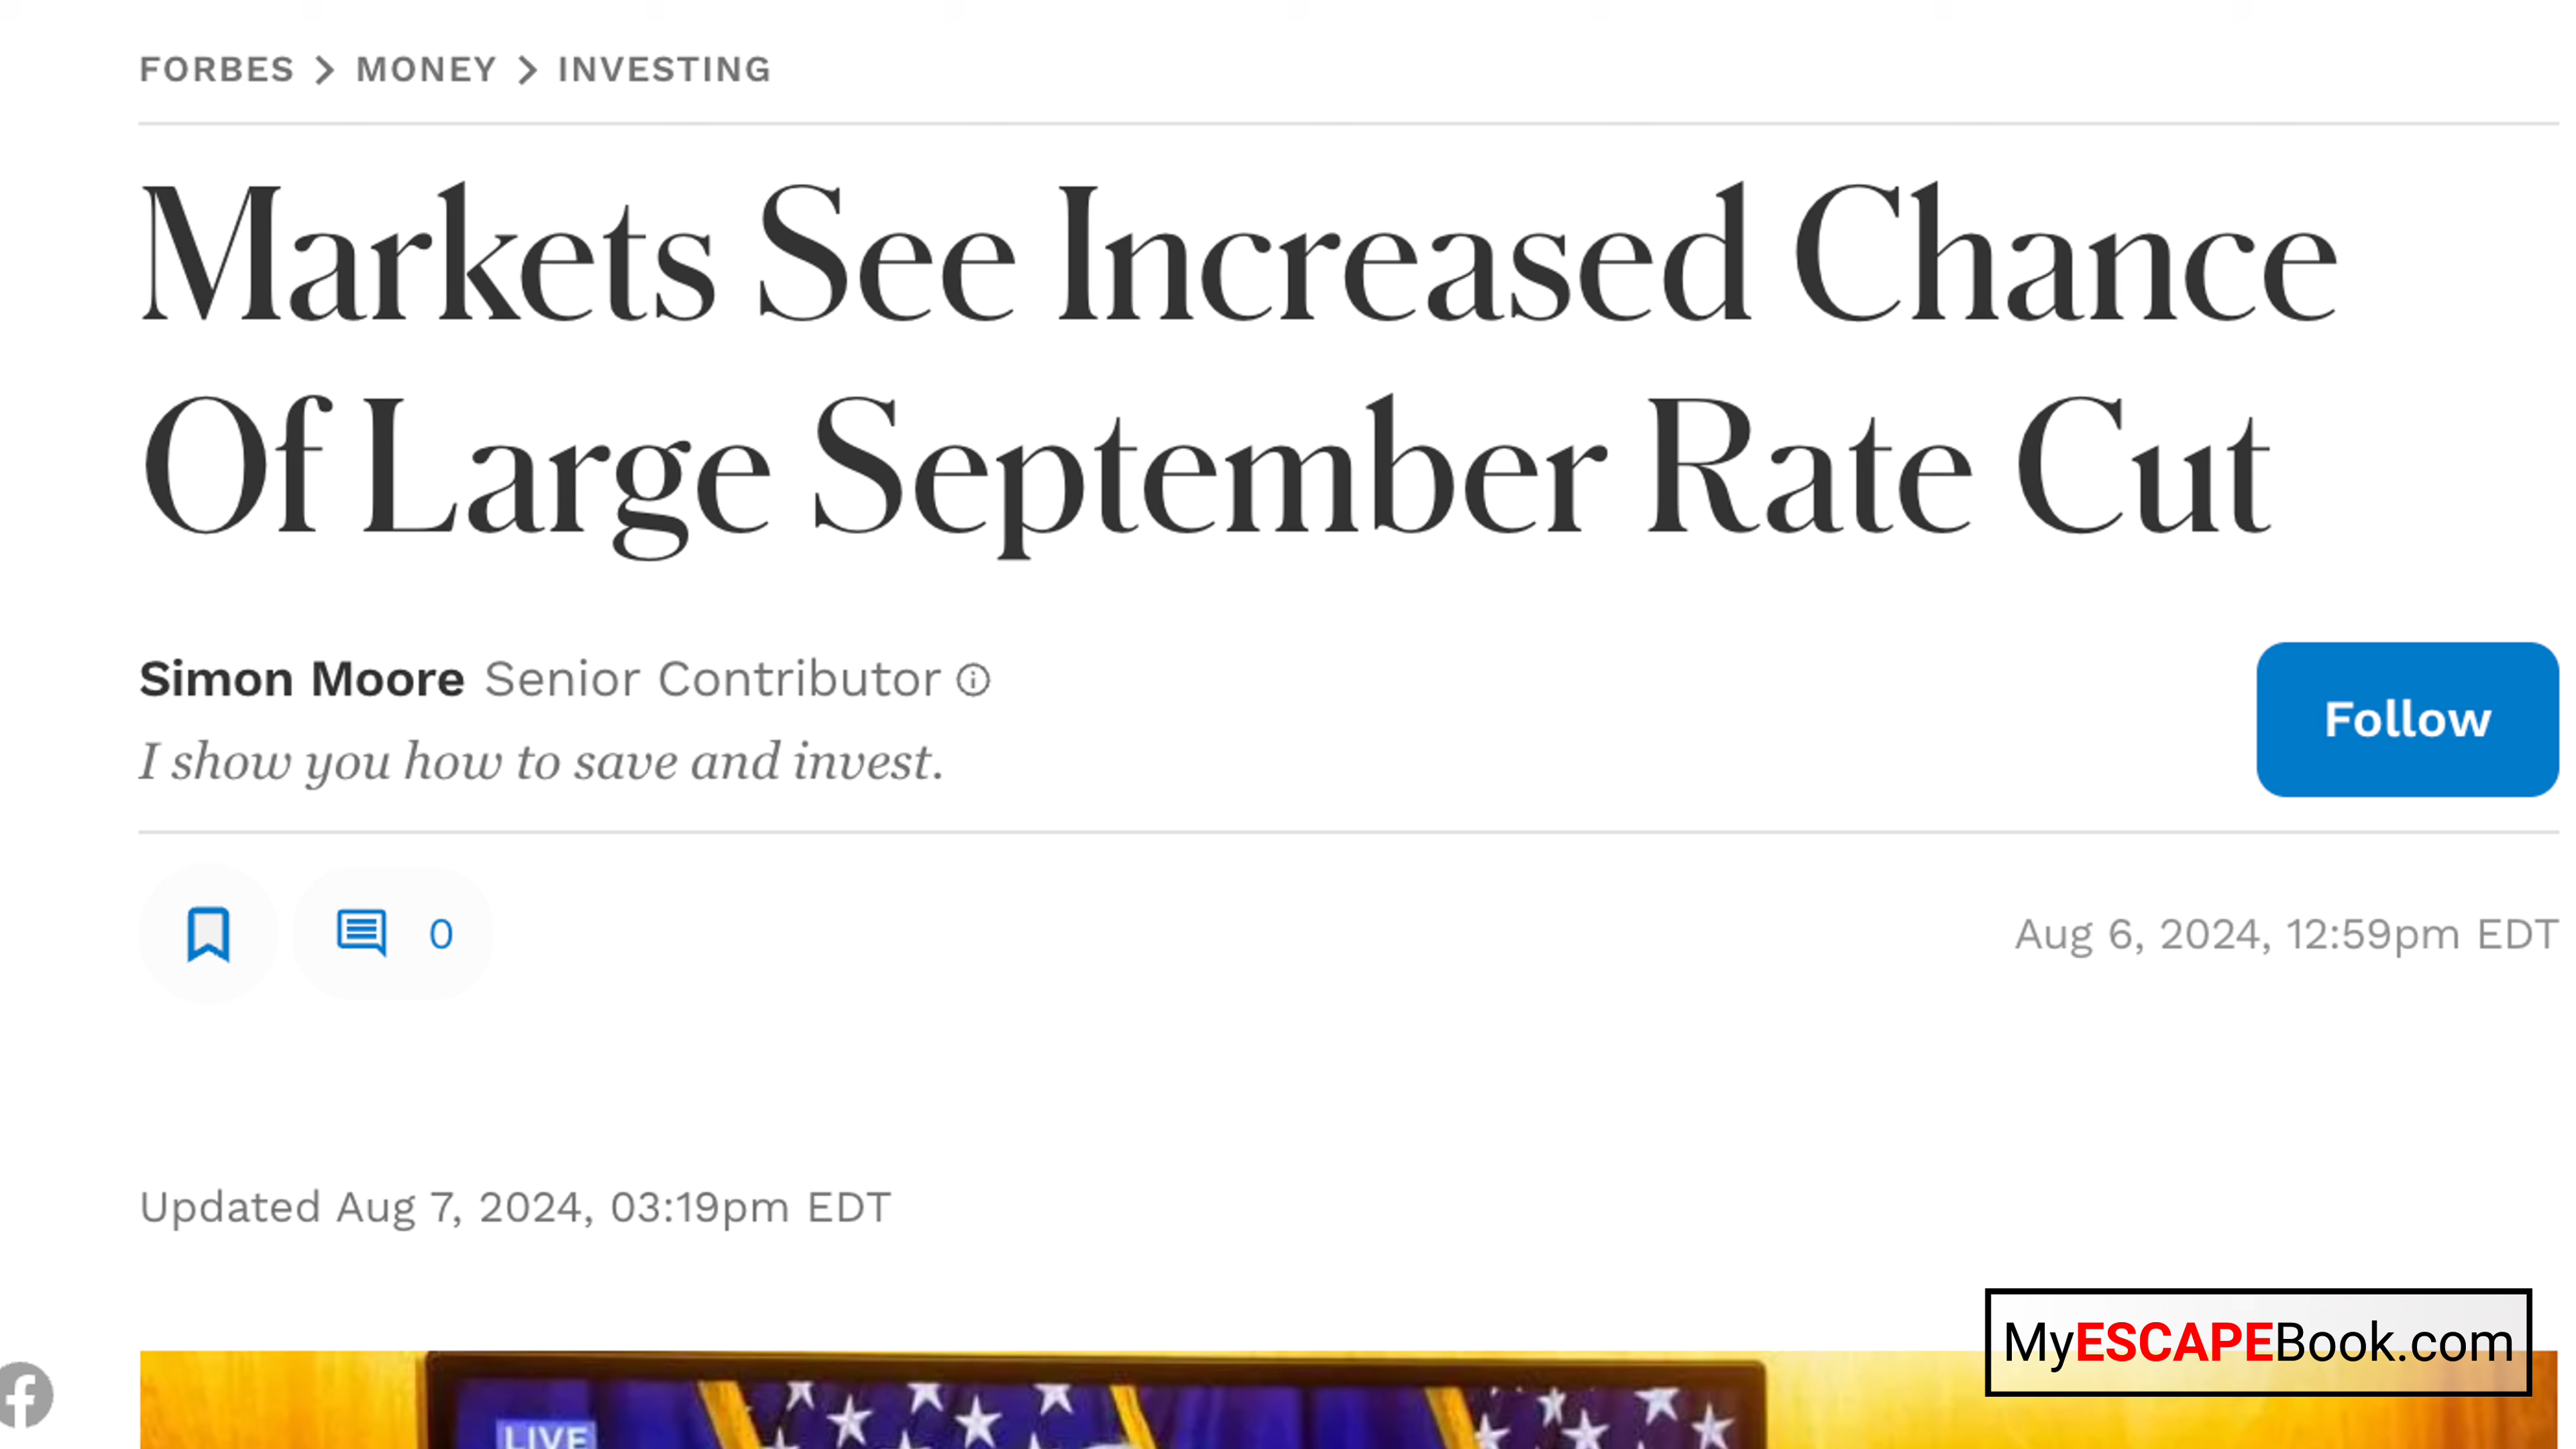 FORBES > MONEY > INVESTING
Markets See Increased Chance
Of Large September Rate Cut
Simon Moore Senior Contributor
I show you how to save and invest.
Follow
0
Aug 6, 2024, 12:59pm EDT
Updated Aug 7, 2024, 03:19pm EDT
MyESCAPEBook.com
LIVE